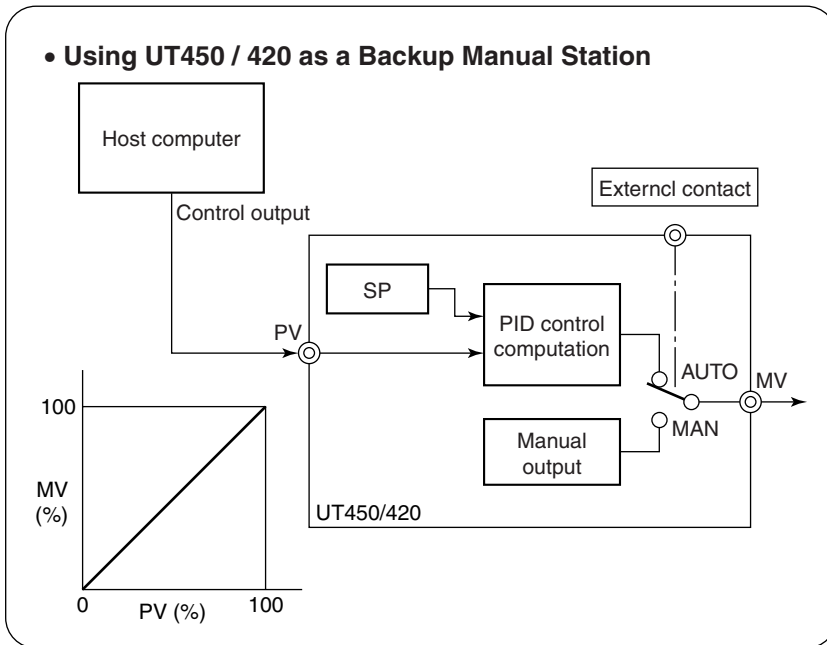 • Using UT450 / 420 as a Backup Manual Station
Host computer
Control output
Externcl contact
SP
PID control
computation
PV
AUTO
MV
MAN
Manual
output
UT450/420
100
MV
(%)
0
PV (%)
100